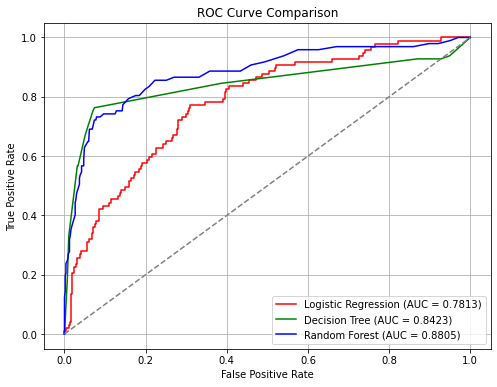 ROC Curve Comparison
1.0
0.8
0.6
0.4
0.2
0.0
True Positive Rate
Logistic Regression (AUC = 0.7813)
Decision Tree (AUC = 0.8423)
Random Forest (AUC = 0.8805)
0.0 0.2 0.4 0.6 0.8 1.0
False Positive Rate